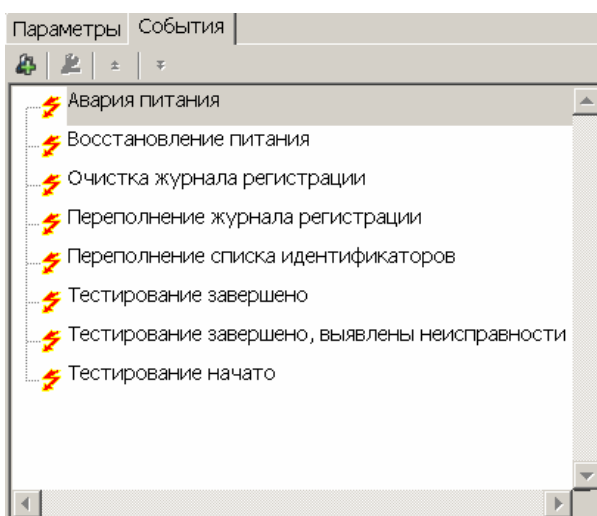 Параметры События
Авария питания
Восстановление питания
Очистка журнала регистрации
Переполнение журнала регистрации
Переполнение списка идентификаторов
Тестирование завершено
Тестирование завершено, выявлены неисправности
Тестирование начато